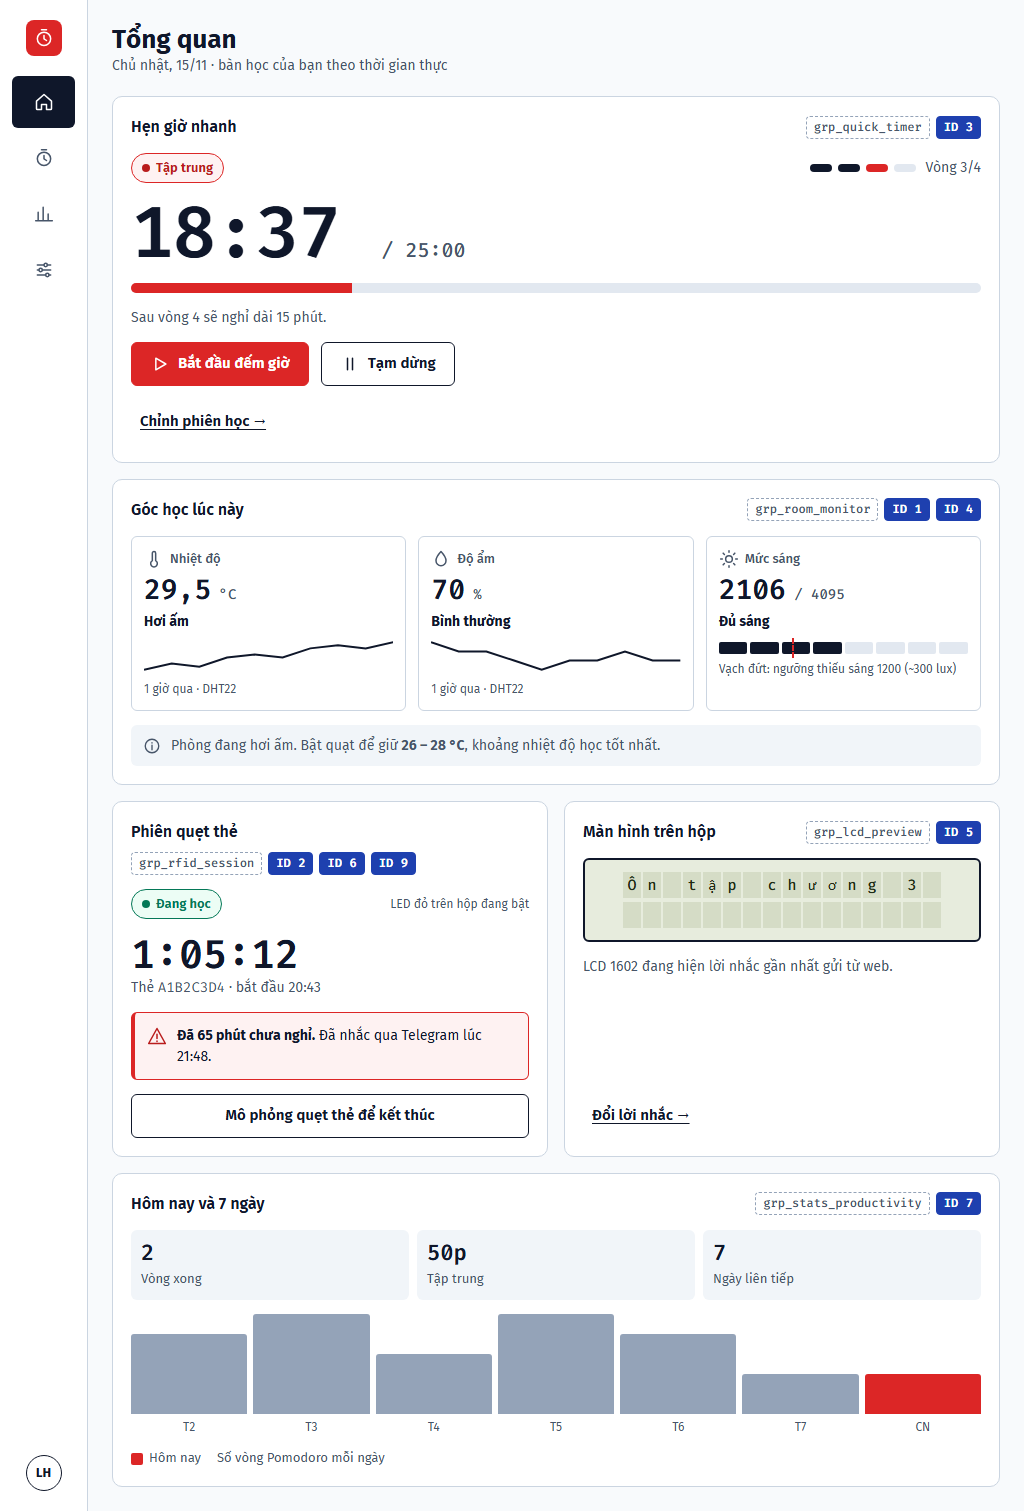 Tổng quan
Chủ nhật, 15/11 · bàn học của bạn theo thời gian thực
Hẹn giờ nhanh
grp_quick_timer ID 3
Tập trung
Vòng 3/4
18:37 / 25:00
Sau vòng 4 sẽ nghỉ dài 15 phút.
Bắt đầu đếm giờ
Tạm dừng
Chỉnh phiên học →
Góc học lúc này
grp_room_monitor ID 1 ID 4
Nhiệt độ
29,5 °C
Hơi ấm
1 giờ qua · DHT22
Độ ẩm
70 %
Bình thường
1 giờ qua · DHT22
Mức sáng
2106 / 4095
Đủ sáng
Vạch đứt: ngưỡng thiếu sáng 1200 (~300 lux)
Phòng đang hơi ấm. Bật quạt để giữ 26 – 28 °C, khoảng nhiệt độ học tốt nhất.
Phiên quẹt thẻ
grp_rfid_session ID 2 ID 6 ID 9
Đang học
LED đỏ trên hộp đang bật
1:05:12
Thẻ A1B2C3D4 · bắt đầu 20:43
Đã 65 phút chưa nghỉ. Đã nhắc qua Telegram lúc
21:48.
Mô phỏng quẹt thẻ để kết thúc
Màn hình trên hộp
grp_lcd_preview ID 5
Ôn tập chương 3
LCD 1602 đang hiện lời nhắc gần nhất gửi từ web.
Đổi lời nhắc →
Hôm nay và 7 ngày
grp_stats_productivity ID 7
2
Vòng xong
50p
Tập trung
7
Ngày liên tiếp
T2 T3 T4 T5 T6 T7 CN
Hôm nay Số vòng Pomodoro mỗi ngày
LH